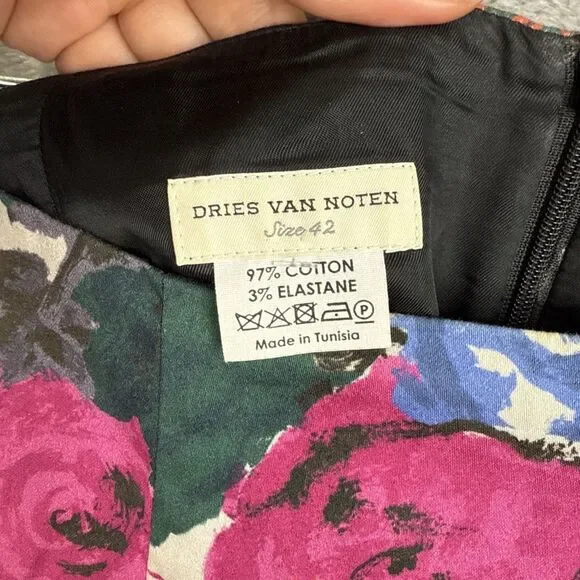 DRIES VAN NOTEN
Size 42
97% COTTON
3% ELASTANE
P
Made in Tunisia